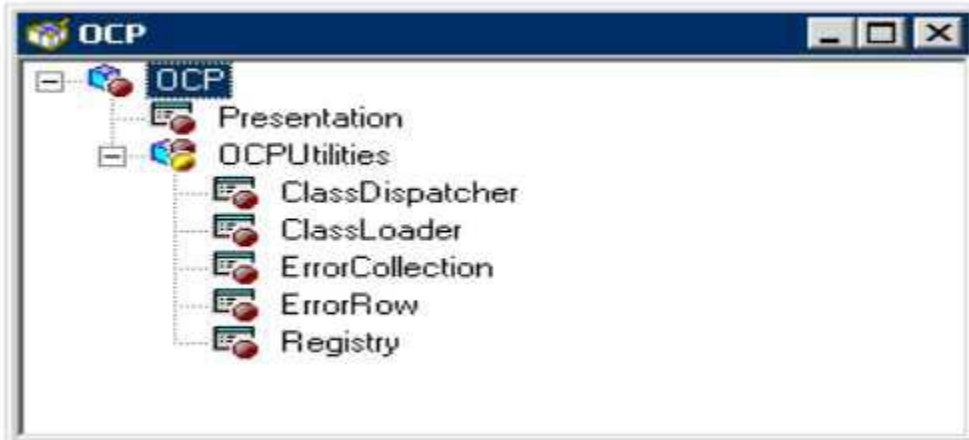 OCP
OCP
Presentation
OCPUtilities
ClassDispatcher
ClassLoader
ErrorCollection
ErrorRow
Registry